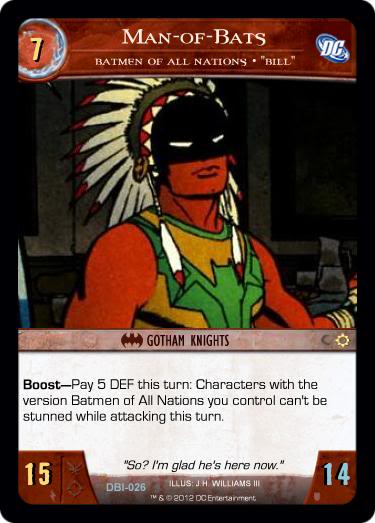 7
MAN-OF-BATS
BATMEN OF ALL NATIONS • "BILL"
DC
GOTHAM KNIGHTS
Boost—Pay 5 DEF this turn: Characters with the
version Batmen of All Nations you control can't be
stunned while attacking this turn.
"So? I'm glad he's here now."
15
DBI-026
ILLUS: J.H. WILLIAMS III
14
™ & © 2012 DC Entertainment